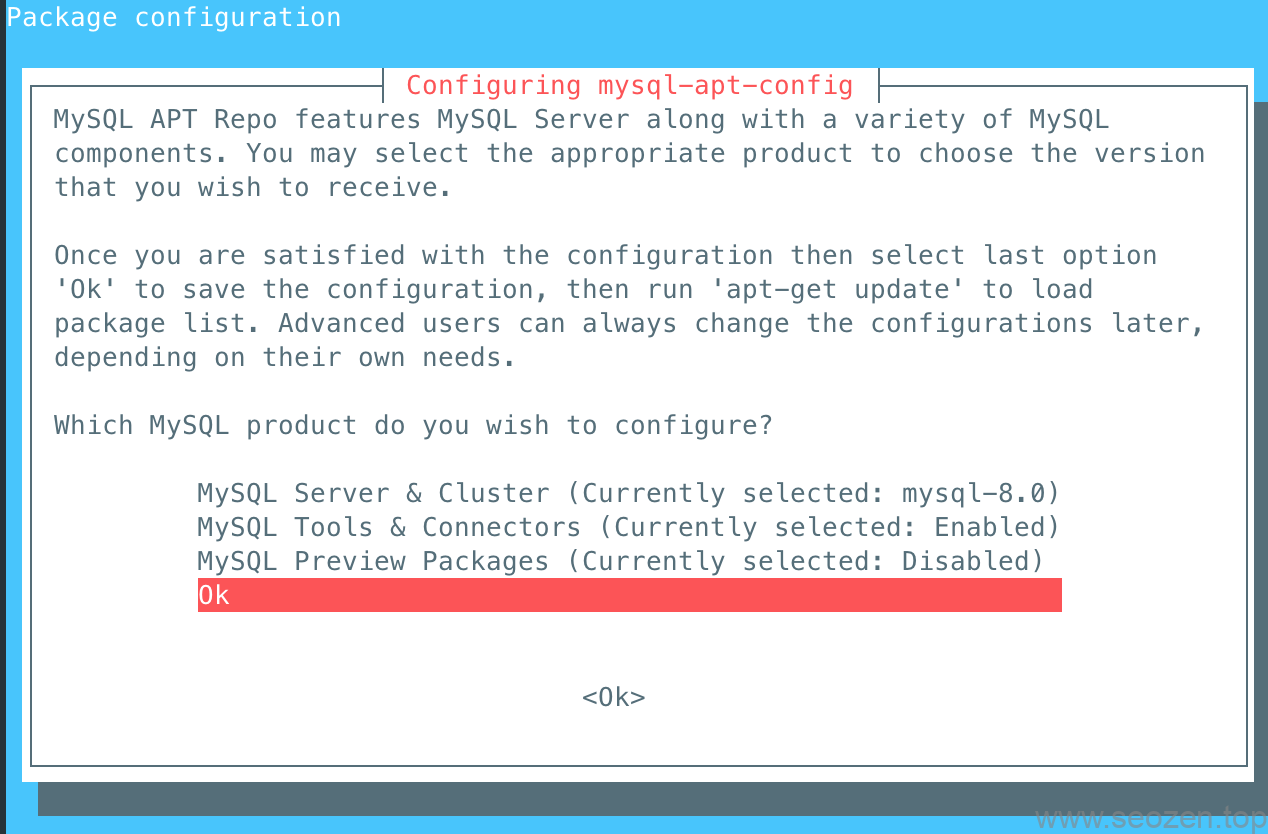 Package configuration
Configuring mysql-apt-config
MySQL APT Repo features MySQL Server along with a variety of MySQL
components. You may select the appropriate product to choose the version
that you wish to receive.
Once you are satisfied with the configuration then select last option
'Ok' to save the configuration, then run 'apt-get update' to load
package list. Advanced users can always change the configurations later,
depending on their own needs.
Which MySQL product do you wish to configure?
MySQL Server & Cluster (Currently selected: mysql-8.0)
MySQL Tools & Connectors (Currently selected: Enabled)
MySQL Preview Packages (Currently selected: Disabled)
Ok
<Ok>
www.seozen.top